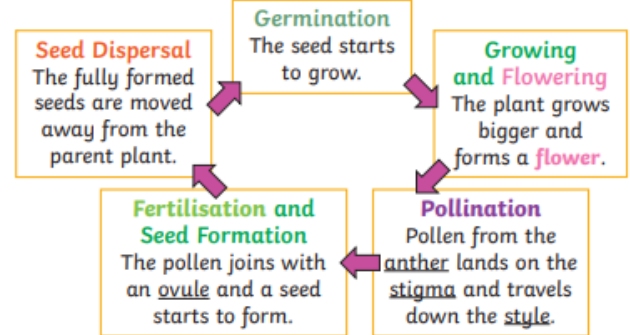 Germination
The seed starts
to grow.
Growing
and Flowering
The plant grows
bigger and
forms a flower.
Pollination
Pollen from the
anther lands on the
stigma and travels
down the style.
Fertilisation and
Seed Formation
The pollen joins with
an ovule and a seed
starts to form.
Seed Dispersal
The fully formed
seeds are moved
away from the
parent plant.